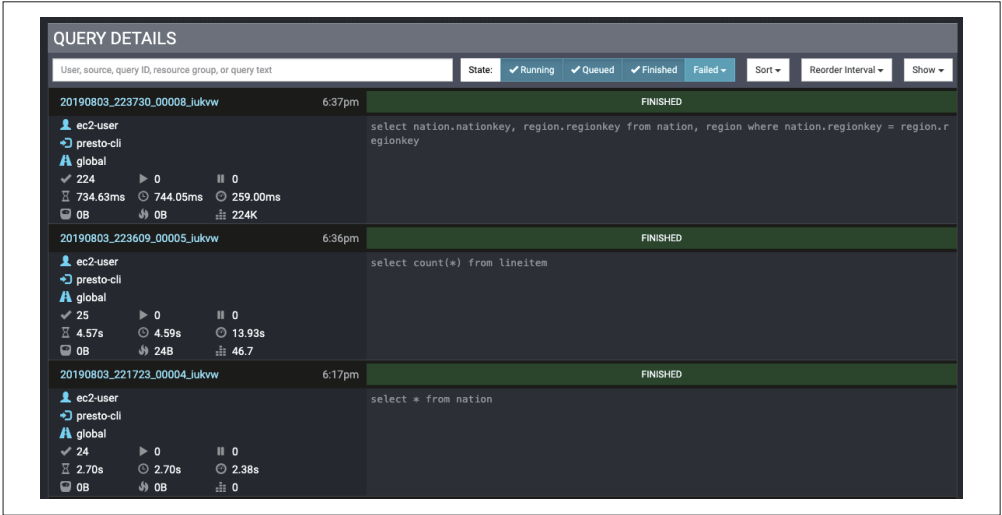 QUERY DETAILS
User, source, query ID, resource group, or query text
State: Running Queued Finished Failed Sort Reorder Interval Show
20190803_223730_00008_iukvw 6:37pm FINISHED
ec2-user
select nation.nationkey, region.regionkey from nation, region where nation.regionkey = region.r
presto-cli
egionkey
global
224 0 0
734.63ms 744.05ms 259.00ms
0B 0B 224K
20190803_223609_00005_iukvw 6:36pm FINISHED
ec2-user
select count(*) from lineitem
presto-cli
global
25 0 0
4.57s 4.59s 13.93s
0B 24B 46.7
20190803_221723_00004_iukvw 6:17pm FINISHED
ec2-user
select * from nation
presto-cli
global
24 0 0
2.70s 2.70s 2.38s
0B 0B 0